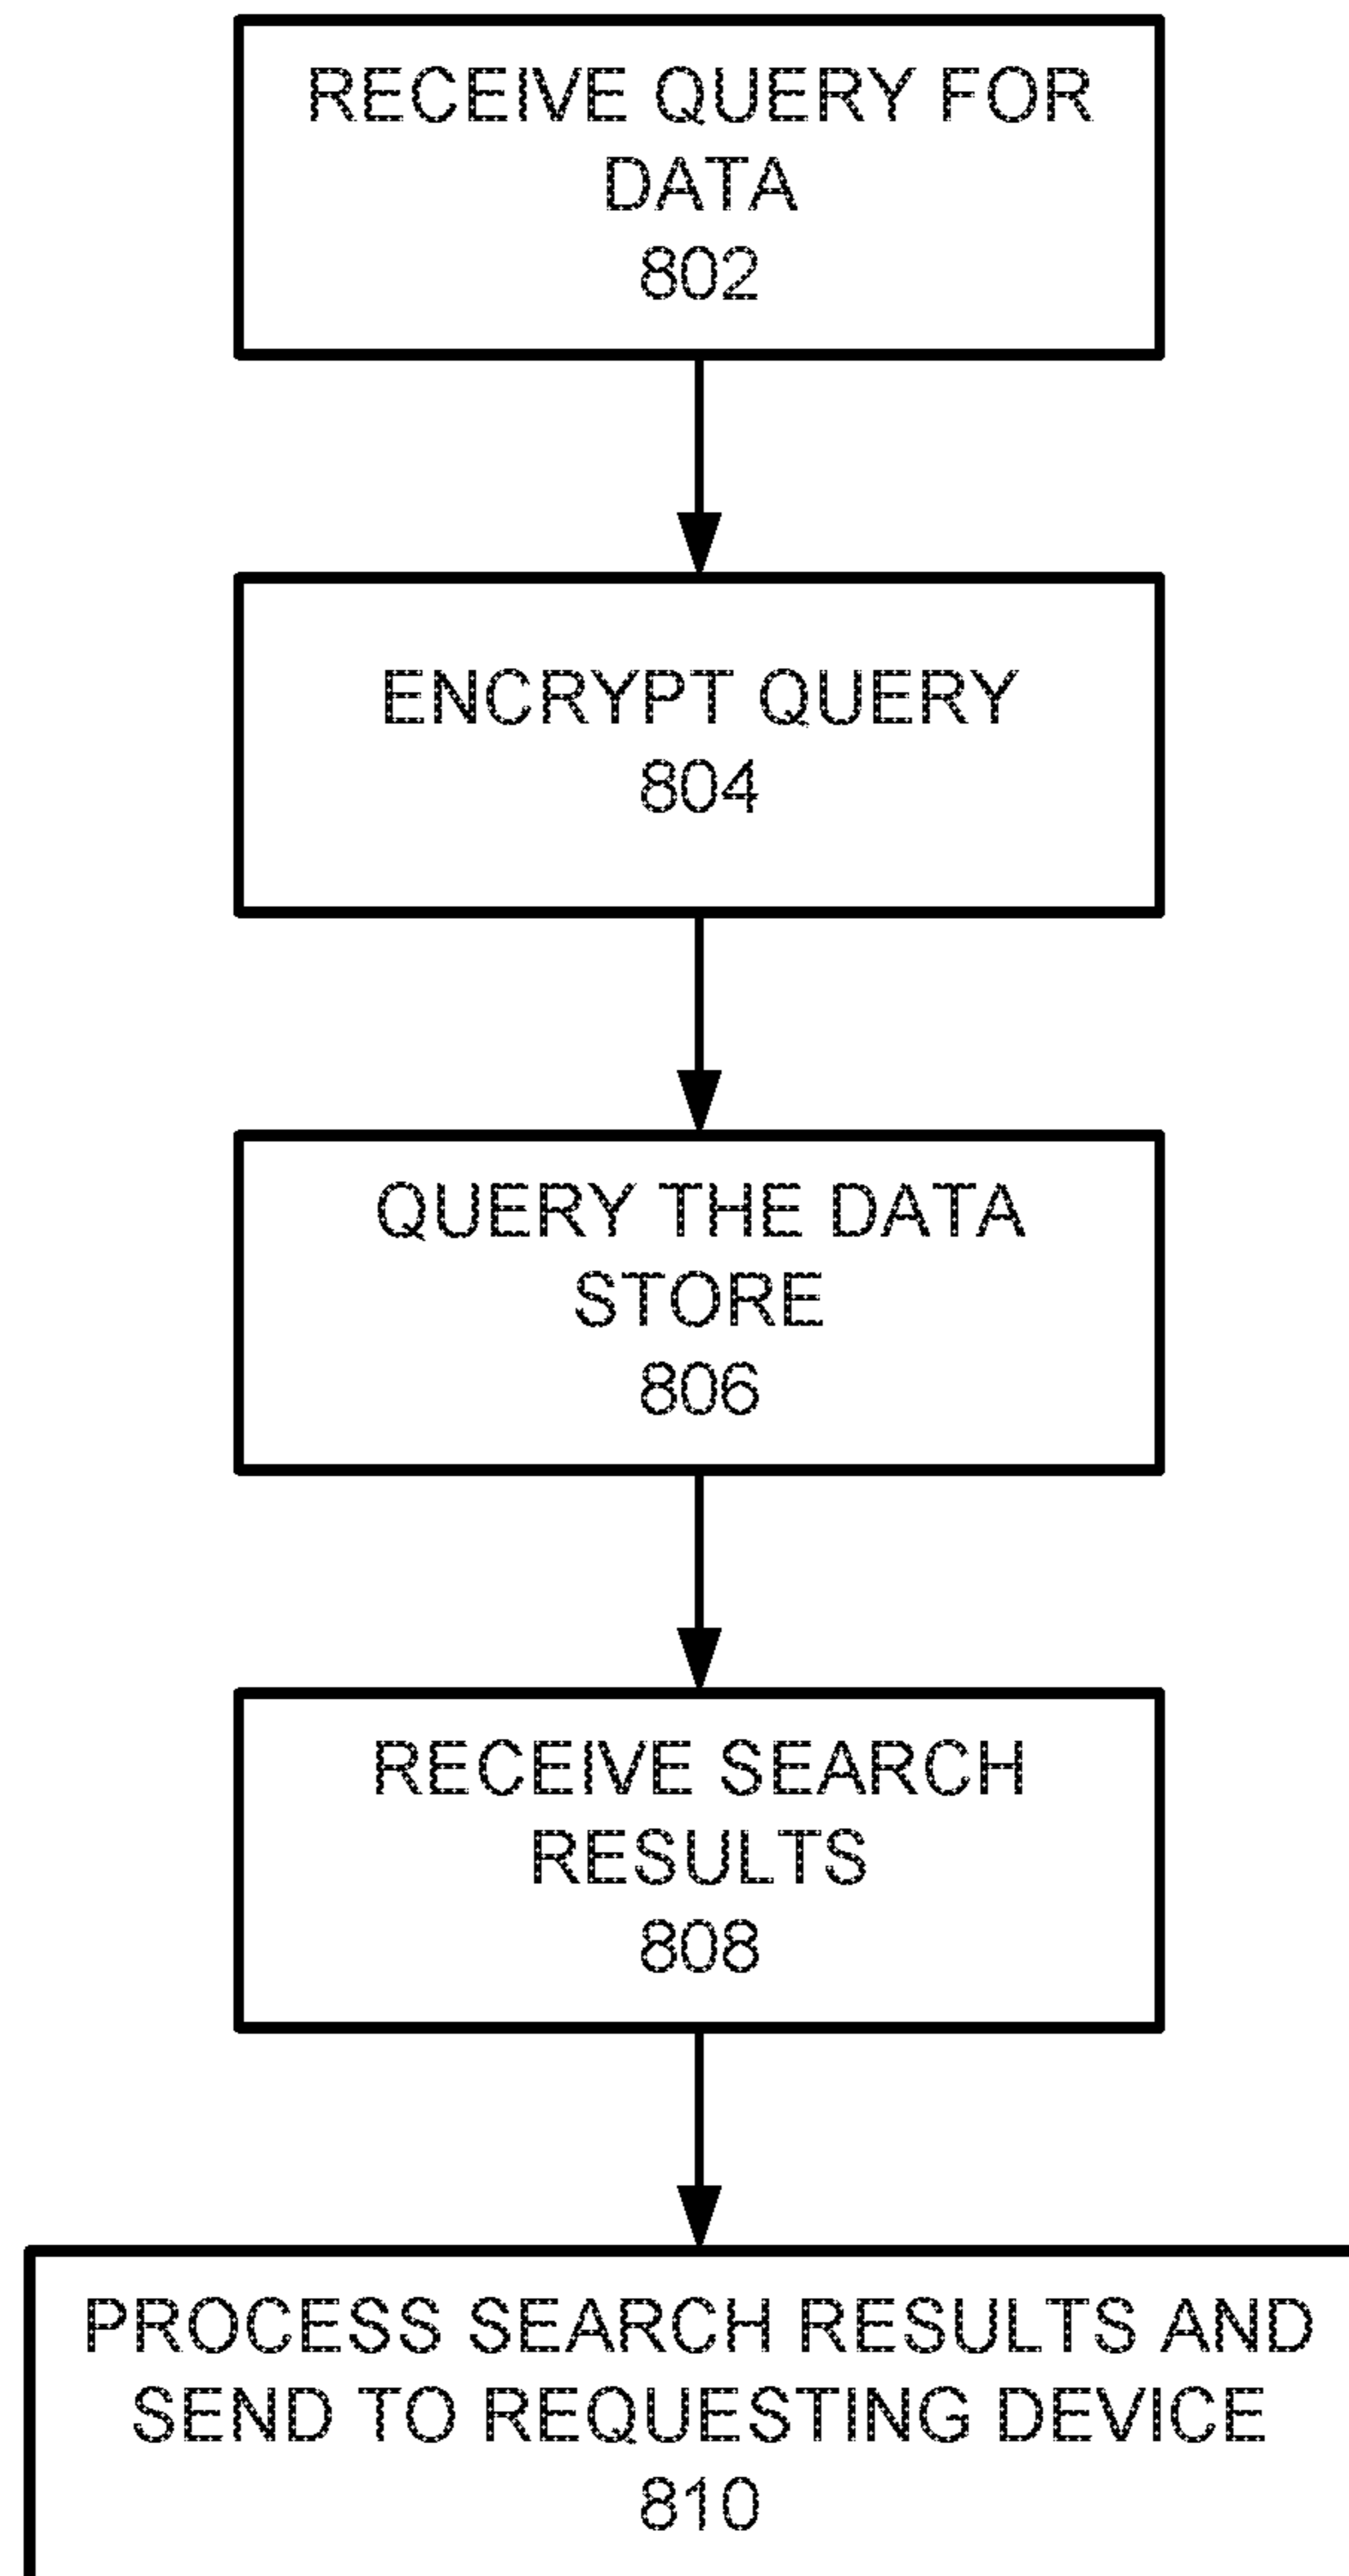 RECEIVE QUERY FOR
DATA
802
ENCRYPT QUERY
804
QUERY THE DATA
STORE
806
RECEIVE SEARCH
RESULTS
808
PROCESS SEARCH RESULTS AND
SEND TO REQUESTING DEVICE
810